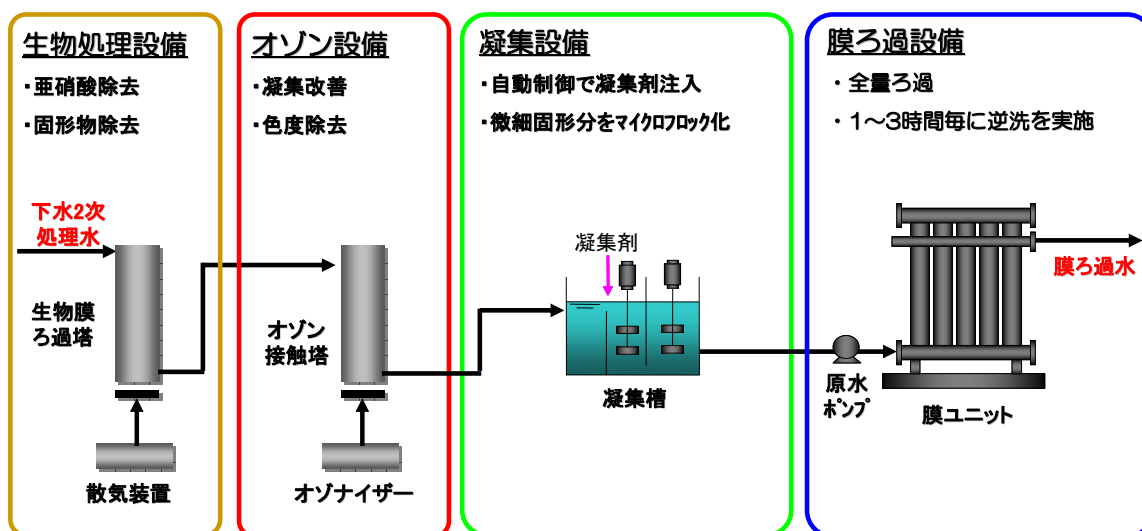 生物処理設備
・亜硝酸除去
・固形物除去
下水2次
処理水
生物膜
ろ過塔
散気装置
オゾン設備
・凝集改善
・色度除去
オゾン
接触塔
オゾナイザー
凝集設備
・自動制御で凝集剤注入
・微細固形分をマイクロフロック化
凝集剤
凝集槽
膜ろ過設備
・全量ろ過
・1～3時間毎に逆洗を実施
膜ろ過水
原水
ポンプ
膜ユニット